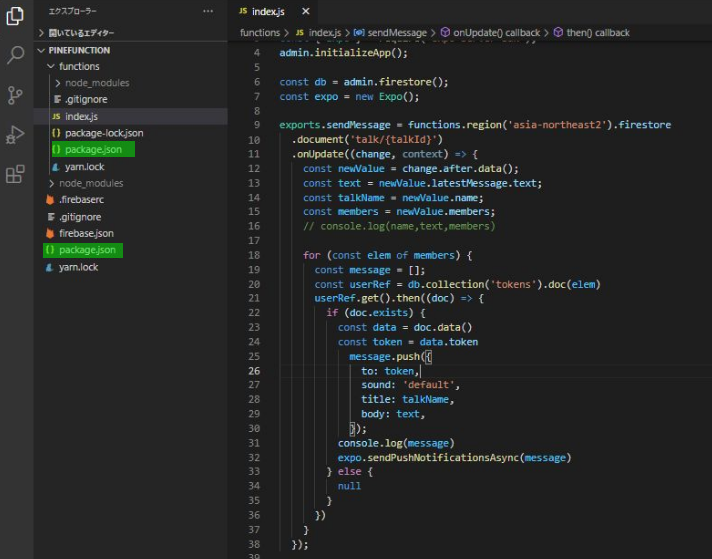 エクスプローラー
開いているエディター
PINEFUNCTION
functions
node_modules
.gitignore
JS index.js
{} package-lock.json
{} package.json
yarn.lock
node_modules
.firebaserc
.gitignore
firebase.json
{} package.json
yarn.lock
JS index.js ×
functions > JS index.js > sendMessage > onUpdate() callback > then() callback
4 admin.initializeApp();
5
6 const db = admin.firestore();
7 const expo = new Expo();
8
9 exports.sendMessage = functions.region('asia-northeast2').firestore
10 .document('talk/{talkId}')
11 .onUpdate((change, context) => {
12 const newValue = change.after.data();
13 const text = newValue.latestMessage.text;
14 const talkName = newValue.name;
15 const members = newValue.members;
16 // console.log(name,text,members)
17
18 for (const elem of members) {
19 const message = [];
20 const userRef = db.collection('tokens').doc(elem)
21 userRef.get().then((doc) => {
22 if (doc.exists) {
23 const data = doc.data()
24 const token = data.token
25 message.push({
26 to: token,
27 sound: 'default',
28 title: talkName,
29 body: text,
30 });
31 console.log(message)
32 expo.sendPushNotificationsAsync(message)
33 } else {
34 null
35 }
36 })
37 }
38 });
39